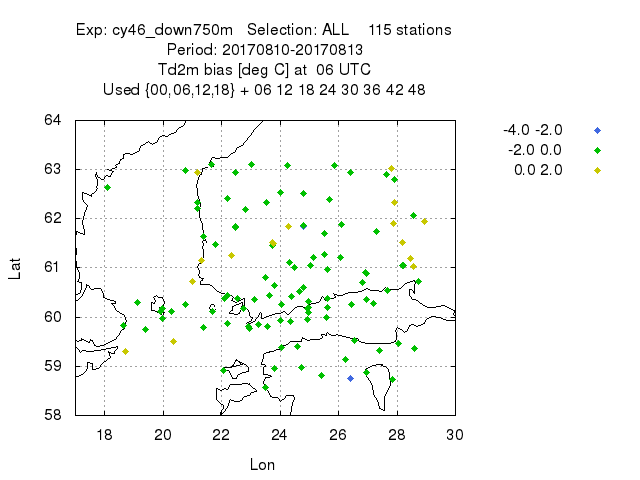 Exp: cy46_down750m Selection: ALL 115 stations
Period: 20170810-20170813
Td2m bias [deg C] at 06 UTC
Used {00,06,12,18} + 06 12 18 24 30 36 42 48
-4.0 -2.0
-2.0 0.0
0.0 2.0
64
63
62
61
60
59
58
Lat
18
20
22
24
26
28
30
Lon